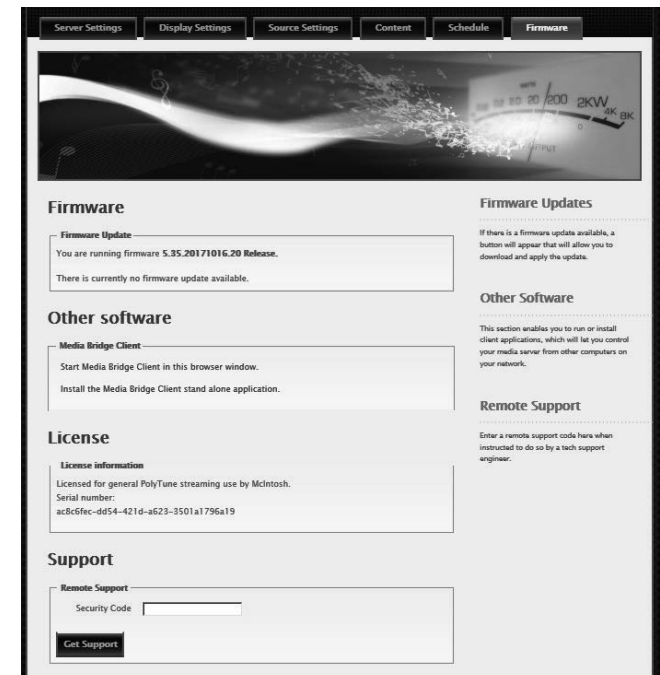 Server Settings
Display Settings
Source Settings
Content
Schedule
Firmware
WATTS
20 /200 2KW
4K 8K
0
OUTPUT
Firmware
Firmware Update
You are running firmware 5.35.20171016.20 Release.
There is currently no firmware update available.
Other software
Media Bridge Client
Start Media Bridge Client in this browser window.
Install the Media Bridge Client stand alone application.
License
License information
Licensed for general PolyTune streaming use by McIntosh.
Serial number:
ac8c6fec-dd54-421d-a623-3501a1796a19
Support
Remote Support
Security Code
Get Support
Firmware Updates
If there is a firmware update available, a
button will appear that will allow you to
download and apply the update.
Other Software
This section enables you to run or install
client applications, which will let you control
your media server from other computers on
your network.
Remote Support
Enter a remote support code here when
instructed to do so by a tech support
engineer.